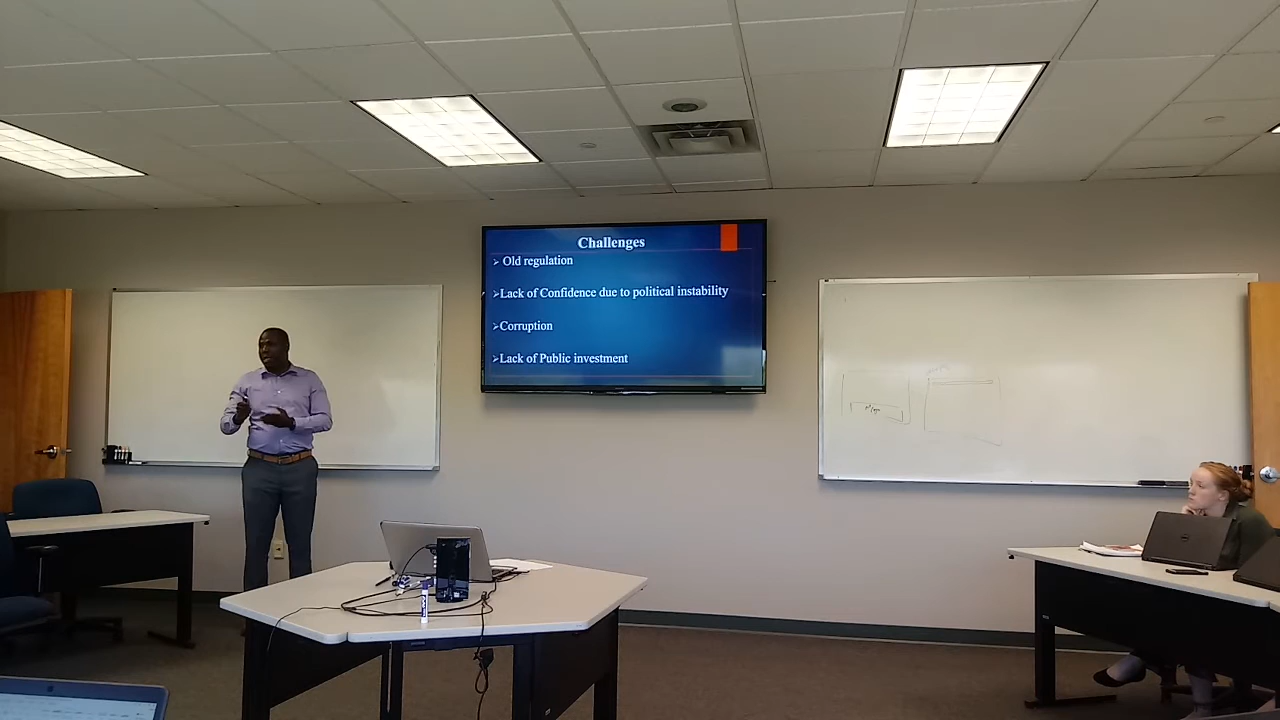 Challenges
➢ Old regulation
➢Lack of Confidence due to political instability
➢Corruption
➢Lack of Public investment